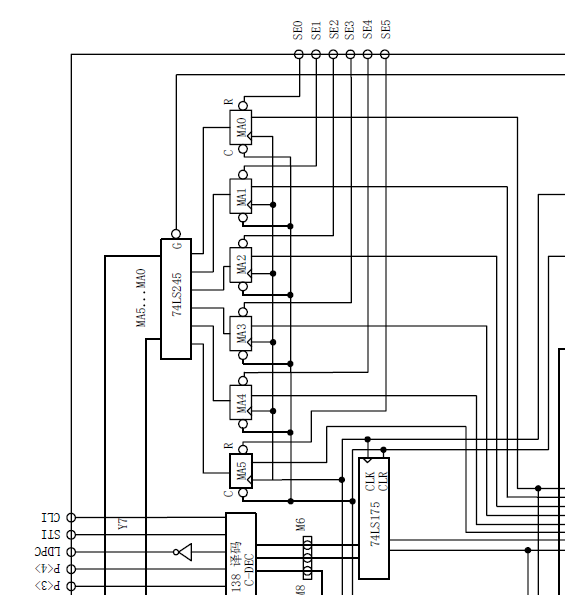 SE0
SE1
SE2
SE3
SE4
SE5
R
MA0
C
MA1
MA2
MA3
MA4
R
MA5
C
G
74LS245
MA5...MA0
CLK
CLR
74LS175
CLI
STI
LDPC
P<4>
P<3>
Y7
138 译码
C-DEC
M6
M8